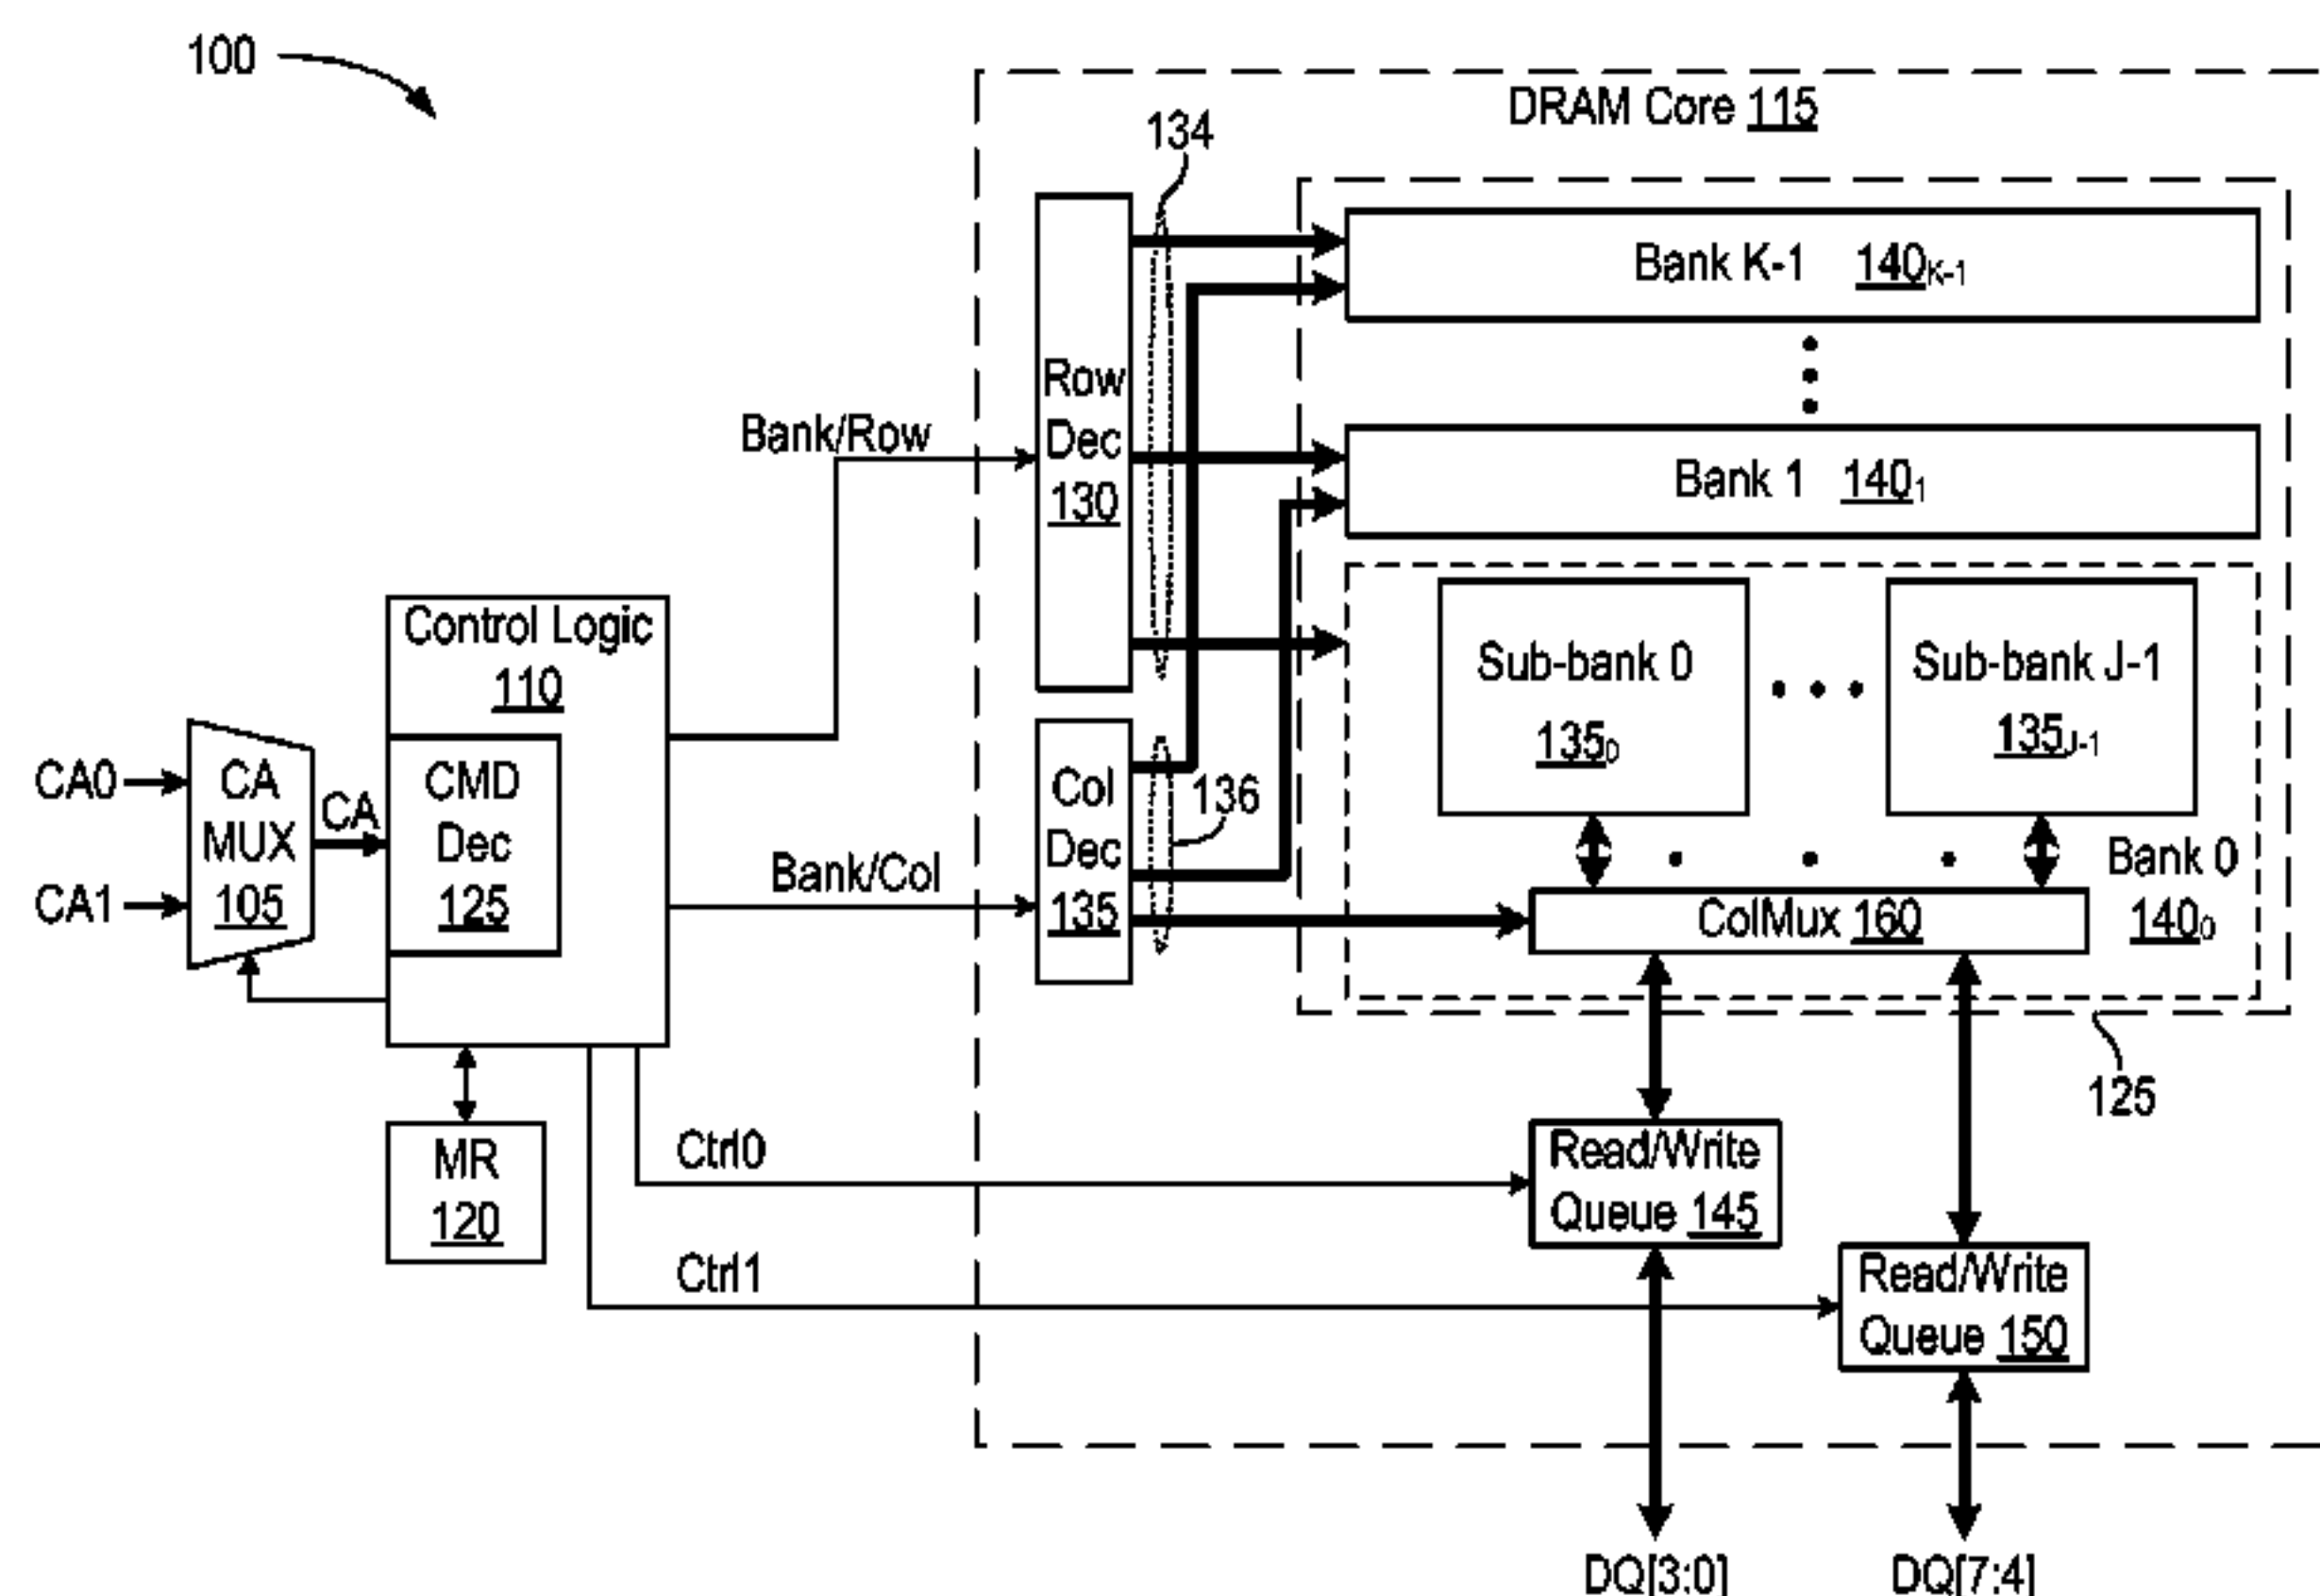 100
DRAM Core 115
134
Bank K-1 140K-1
Row
Dec
130
Bank/Row
Bank 1 1401
Control Logic
110
Sub-bank 0
1350
Sub-bank J-1
135J-1
CA0
CA1
CA
MUX
105
CA
CMD
Dec
125
Bank/Col
Col
Dec
135
136
Bank 0
1400
ColMux 160
125
MR
120
Ctrl0
Ctrl1
Read/Write
Queue 145
Read/Write
Queue 150
DQ[3:0]
DQ[7:4]